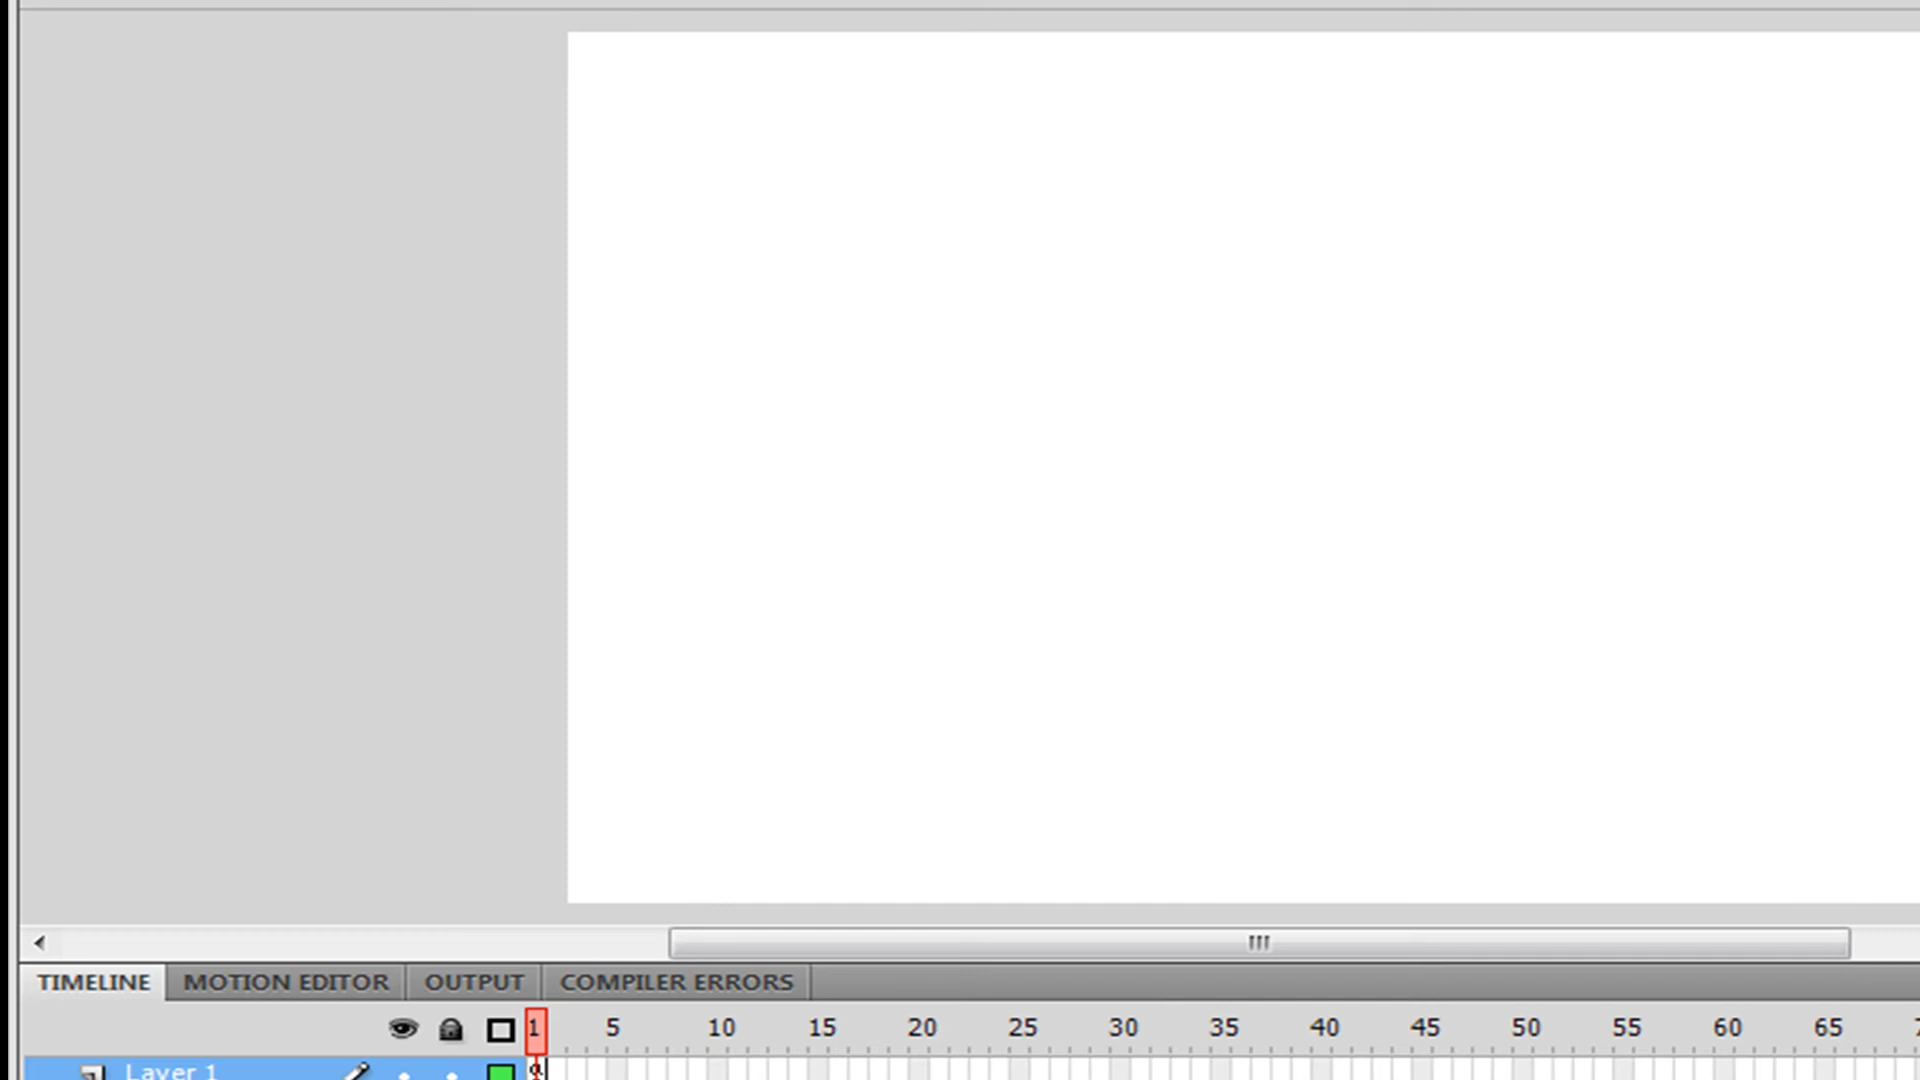 TIMELINE MOTION EDITOR OUTPUT COMPILER ERRORS
1 5 10 15 20 25 30 35 40 45 50 55 60 65
Layer 1